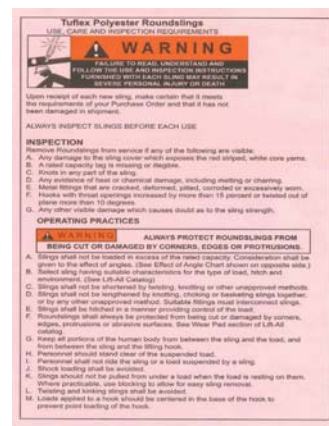 Tuflex Polyester Roundslings
USE, CARE AND INSPECTION REQUIREMENTS
WARNING
FAILURE TO READ, UNDERSTAND AND
FOLLOW THE USE AND INSPECTION INSTRUCTIONS
FURNISHED WITH EACH SLING MAY RESULT IN
SEVERE PERSONAL INJURY OR DEATH
Upon receipt of each new sling, make certain that it meets
the requirements of your Purchase Order and that it has not
been damaged in shipment.
ALWAYS INSPECT SLINGS BEFORE EACH USE
INSPECTION
Remove Roundslings from service if any of the following are visible:
A. Any damage to the sling cover which exposes the red striped, white core yarns.
B. A rated capacity tag is missing or illegible.
C. Knots in any part of the sling.
D. Any evidence of heat or chemical damage, including melting or charring.
E. Metal fittings that are cracked, deformed, pitted, corroded or excessively worn.
F. Hooks with throat openings increased by more than 15 percent or twisted out of
plane more than 10 degrees.
G. Any other visible damage which causes doubt as to the sling strength.
OPERATING PRACTICES
WARNING
ALWAYS PROTECT ROUNDSLINGS FROM
BEING CUT OR DAMAGED BY CORNERS, EDGES OR PROTRUSIONS.
A. Slings shall not be loaded in excess of the rated capacity. Consideration shall be
given to the effect of angles. (See Effect of Angle Chart shown on opposite side.)
B. Select sling having suitable characteristics for the type of load, hitch and
environment. (See Lift-All Catalog)
C. Slings shall not be shortened by twisting, knotting or other unapproved methods.
D. Slings shall not be lengthened by knotting, choking or basketing slings together,
or by any other unapproved method. Suitable fittings must interconnect slings.
E. Slings shall be hitched in a manner providing control of the load.
F. Roundslings shall always be protected from being cut or damaged by corners,
edges, protrusions or abrasive surfaces. See Wear Pad section of Lift-All
catalog.
G. Keep all portions of the human body from between the sling and the load, and
from between the sling and the lifting hook.
H. Personnel should stand clear of the suspended load.
I. Personnel shall not ride the sling or a load suspended by a sling.
J. Shock loading shall be avoided.
K. Slings should not be pulled from under a load when the load is resting on them.
Where practicable, use blocking to allow for easy sling removal.
L. Twisting and kinking slings shall be avoided.
M. Loads applied to a hook should be centered in the base of the hook to
prevent point loading of the hook.